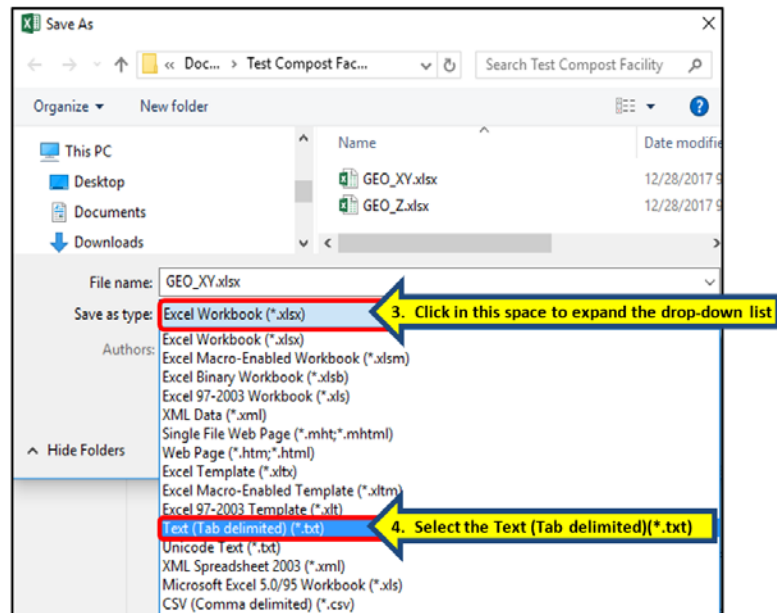 Save As
« Doc... > Test Compost Fac...
Search Test Compost Facility
Organize
New folder
?
This PC
Desktop
Documents
Downloads
Name
Date modifie
GEO_XY.xlsx
12/28/2017 9
GEO_Z.xlsx
12/28/2017 9
File name: GEO_XY.xlsx
Save as type: Excel Workbook (*.xlsx)
3. Click in this space to expand the drop-down list
Authors:
Excel Workbook (*.xlsx)
Excel Macro-Enabled Workbook (*.xlsm)
Excel Binary Workbook (*.xlsb)
Excel 97-2003 Workbook (*.xls)
XML Data (*.xml)
Single File Web Page (*.mht;*.mhtml)
Web Page (*.htm;*.html)
Hide Folders
Excel Template (*.xltx)
Excel Macro-Enabled Template (*.xltm)
Excel 97-2003 Template (*.xlt)
Text (Tab delimited) (*.txt)
4. Select the Text (Tab delimited)(*.txt)
Unicode Text (*.txt)
XML Spreadsheet 2003 (*.xml)
Microsoft Excel 5.0/95 Workbook (*.xls)
CSV (Comma delimited) (*.csv)